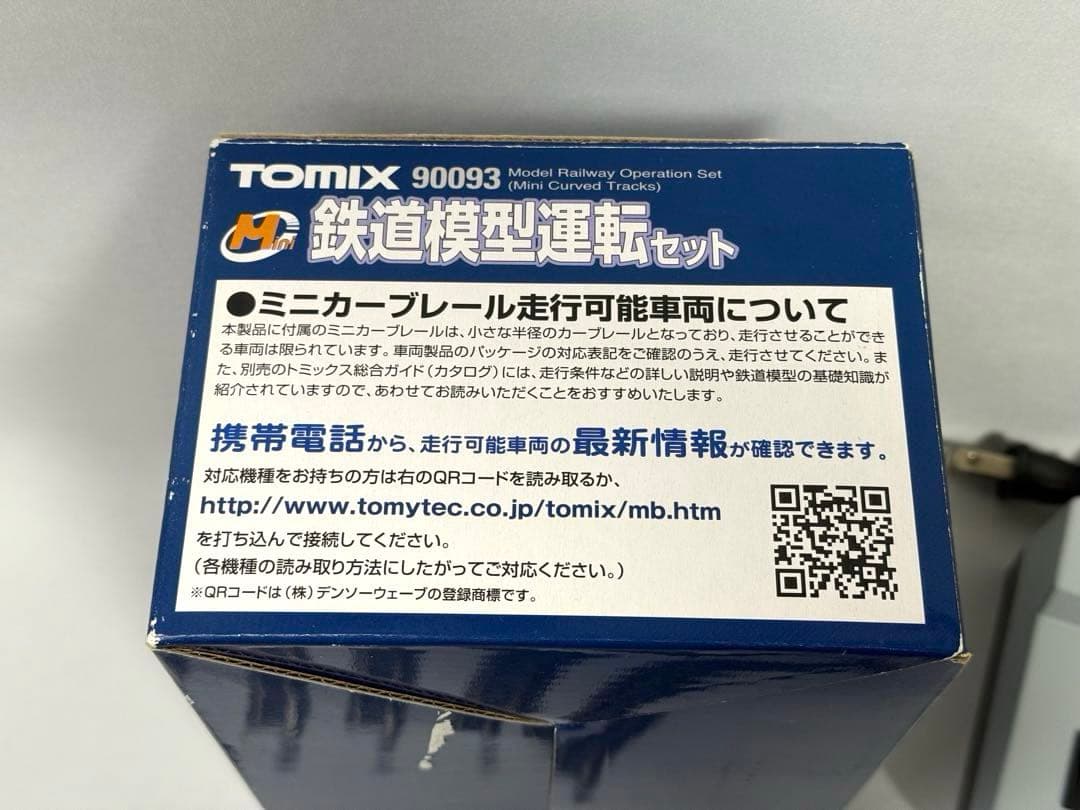 TOMIX 90093 Model Railway Operation Set
(Mini Curved Tracks)
Mini 鉄道模型運転セット
●ミニカーブレール走行可能車両について
本製品に付属のミニカーブレールは、小さな半径のカーブレールとなっており、走行させることができ
る車両は限られています。車両製品のパッケージの対応表記をご確認のうえ、走行させてください。ま
た、別売のトミックス総合ガイド(カタログ)には、走行条件などの詳しい説明や鉄道模型の基礎知識が
紹介されていますので、あわせてお読みいただくことをおすすめいたします。
携帯電話から、走行可能車両の最新情報が確認できます。
対応機種をお持ちの方は右のQRコードを読み取るか、
http://www.tomytec.co.jp/tomix/mb.htm
を打ち込んで接続してください。
(各機種の読み取り方法にしたがってご対応ください。)
※QRコードは(株)デンソーウェーブの登録商標です。